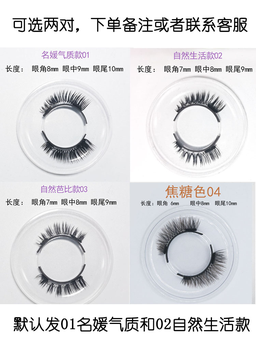 可选两对，下单备注或者联系客服
名媛气质款01
长度： 眼角8mm 眼中9mm 眼尾10mm
自然生活款02
长度： 眼角7mm 眼中8mm 眼尾9mm
自然芭比款03
长度： 眼角7mm 眼中8mm 眼尾9mm
焦糖色04
长度：眼角 6mm 眼中8mm 眼尾10mm
默认发01名媛气质和02自然生活款